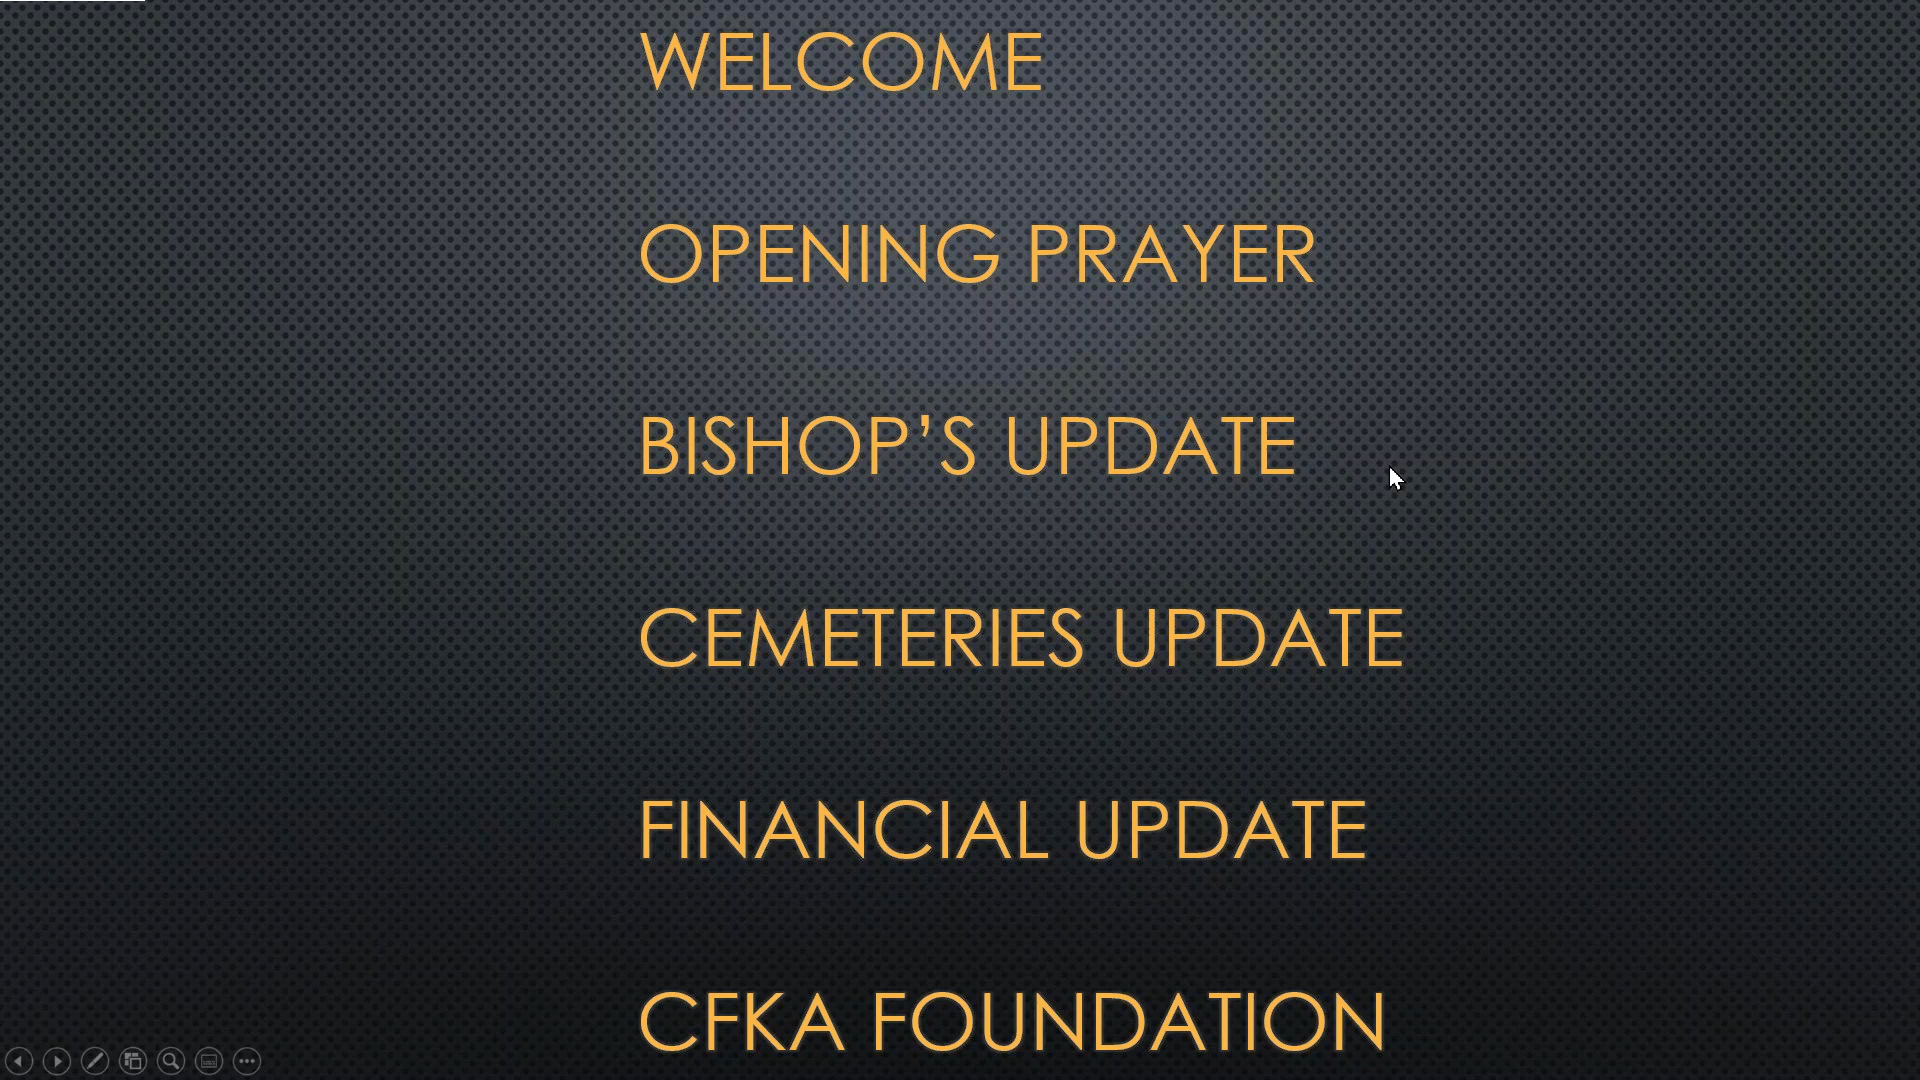 WELCOME
OPENING PRAYER
BISHOP’S UPDATE
CEMETERIES UPDATE
FINANCIAL UPDATE
CFKA FOUNDATION